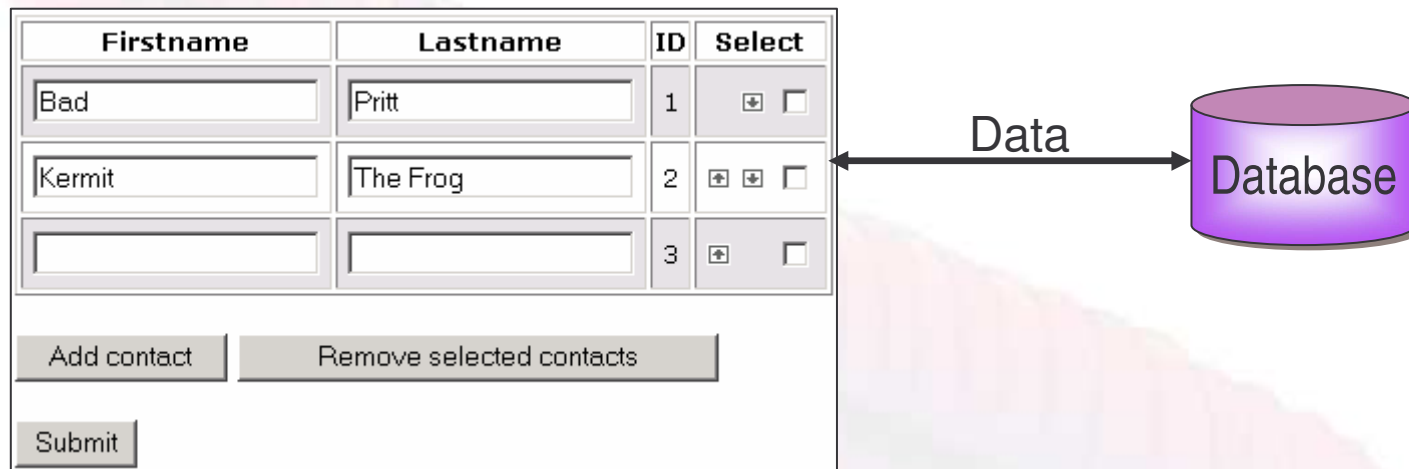 Firstname Lastname ID Select
Bad Pritt 1
Kermit The Frog 2
3
Add contact Remove selected contacts
Submit
Data
Database